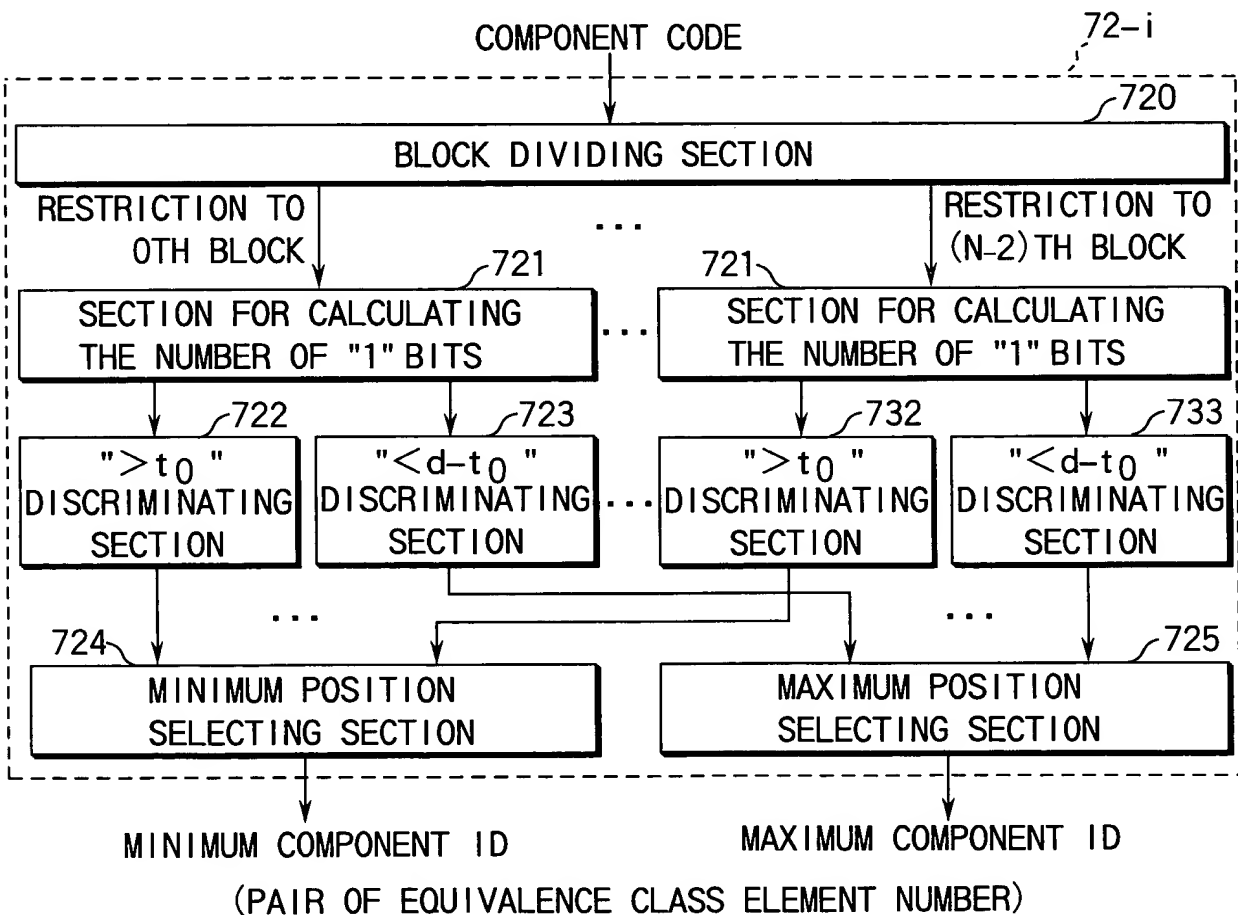 72-i
COMPONENT CODE
720
BLOCK DIVIDING SECTION
RESTRICTION TO
0TH BLOCK
...
RESTRICTION TO
(N-2)TH BLOCK
721
721
SECTION FOR CALCULATING
THE NUMBER OF "1" BITS
...
SECTION FOR CALCULATING
THE NUMBER OF "1" BITS
722
723
732
733
">t0"
DISCRIMINATING
SECTION
"<d-t0"
DISCRIMINATING
SECTION
...
">t0"
DISCRIMINATING
SECTION
"<d-t0"
DISCRIMINATING
SECTION
...
...
724
725
MINIMUM POSITION
SELECTING SECTION
MAXIMUM POSITION
SELECTING SECTION
MINIMUM COMPONENT ID
MAXIMUM COMPONENT ID
(PAIR OF EQUIVALENCE CLASS ELEMENT NUMBER)